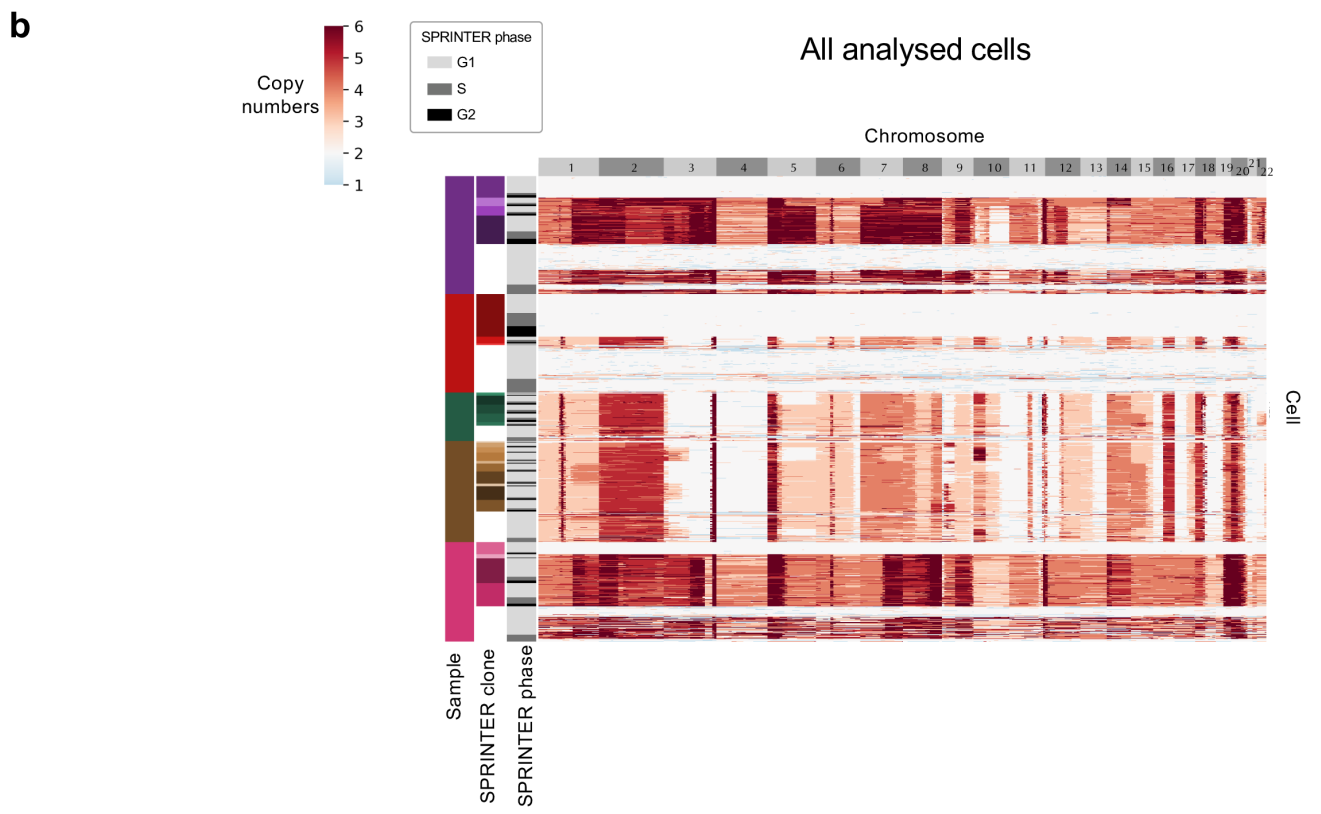 b
6
5
4
3
2
1
Copy
numbers
SPRINTER phase
G1
S
G2
All analysed cells
Chromosome
1 2 3 4 5 6 7 8 9 10 11 12 13 14 15 16 17 18 19 20 21 22
Cell
Sample
SPRINTER clone
SPRINTER phase